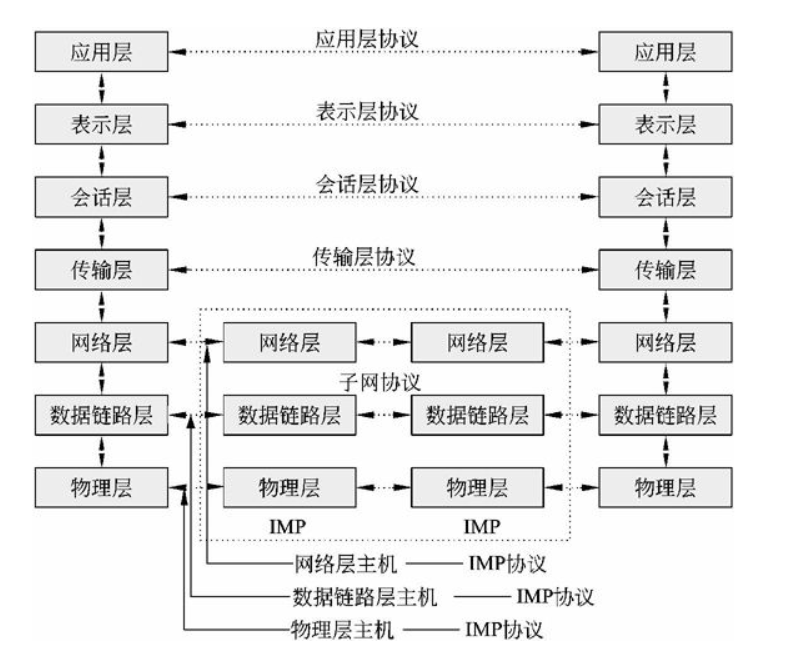 应用层 应用层协议 应用层
表示层 表示层协议 表示层
会话层 会话层协议 会话层
传输层 传输层协议 传输层
网络层 网络层 网络层 网络层
子网协议
数据链路层 数据链路层 数据链路层 数据链路层
物理层 物理层 物理层 物理层
IMP IMP
网络层主机 —— IMP协议
数据链路层主机 —— IMP协议
物理层主机 —— IMP协议